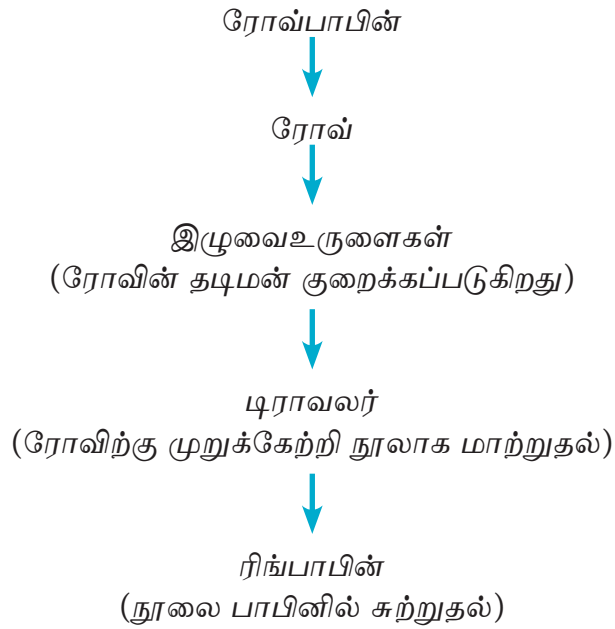 ரோவ்பாபின்
ரோவ்
இழுவைஉருளைகள்
(ரோவின் தடிமன் குறைக்கப்படுகிறது)
டிராவலர்
(ரோவிற்கு முறுக்கேற்றி நூலாக மாற்றுதல்)
ரிங்பாபின்
(நூலை பாபினில் சுற்றுதல்)